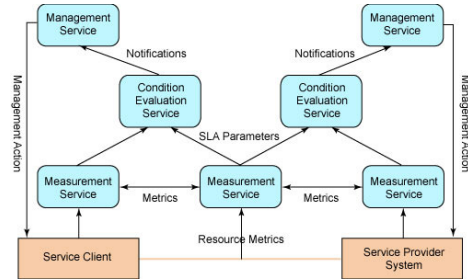 Management
Service
Management
Service
Notifications
Notifications
Management Action
Management Action
Condition
Evaluation
Service
Condition
Evaluation
Service
SLA Parameters
Measurement
Service
Measurement
Service
Measurement
Service
Metrics
Metrics
Service Client
Resource Metrics
Service Provider
System